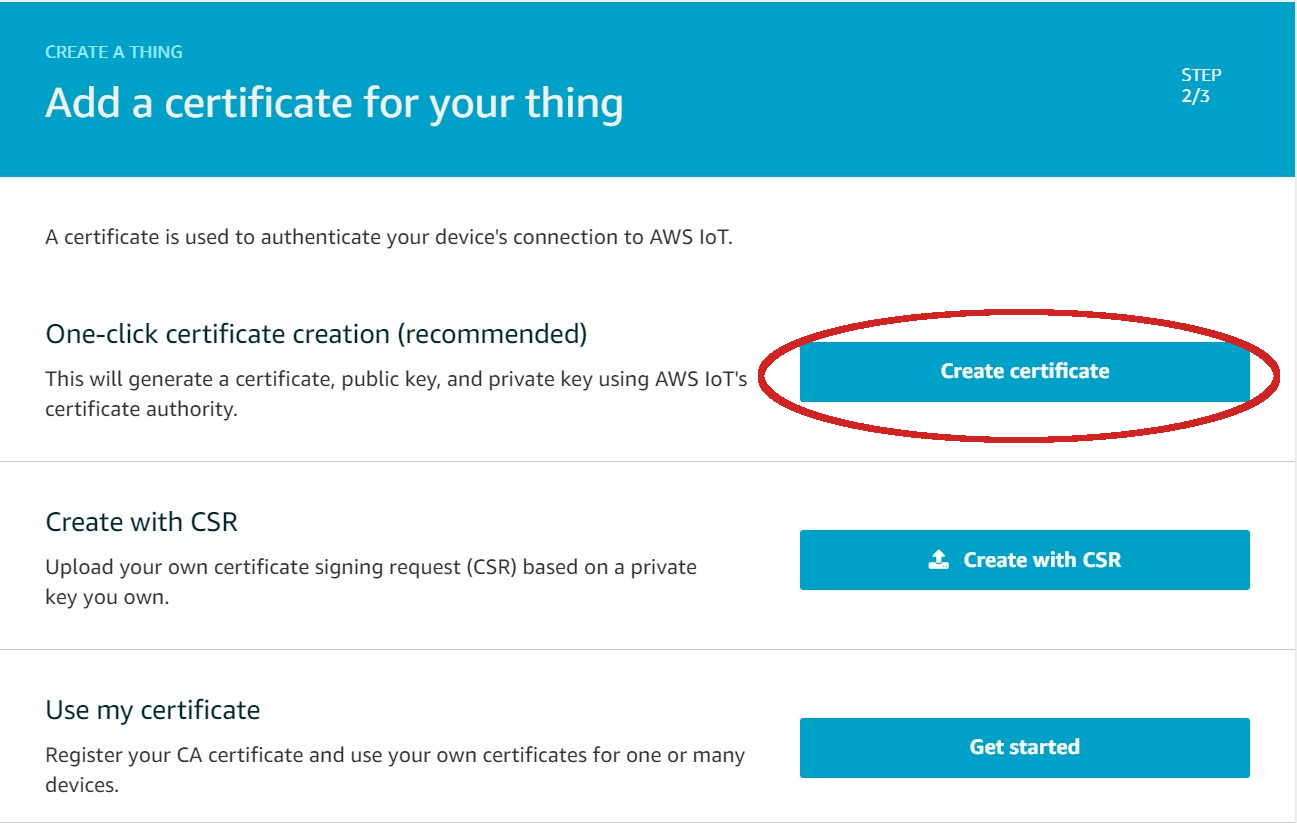 CREATE A THING
Add a certificate for your thing
STEP
2/3
A certificate is used to authenticate your device's connection to AWS IoT.
One-click certificate creation (recommended)
This will generate a certificate, public key, and private key using AWS IoT's
certificate authority.
Create certificate
Create with CSR
Upload your own certificate signing request (CSR) based on a private
key you own.
Create with CSR
Use my certificate
Register your CA certificate and use your own certificates for one or many
devices.
Get started